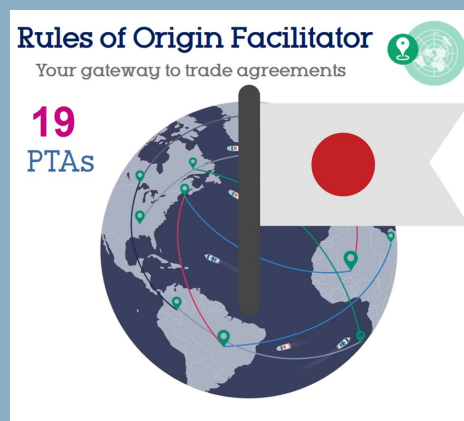 Rules of Origin Facilitator
Your gateway to trade agreements
19
PTAs